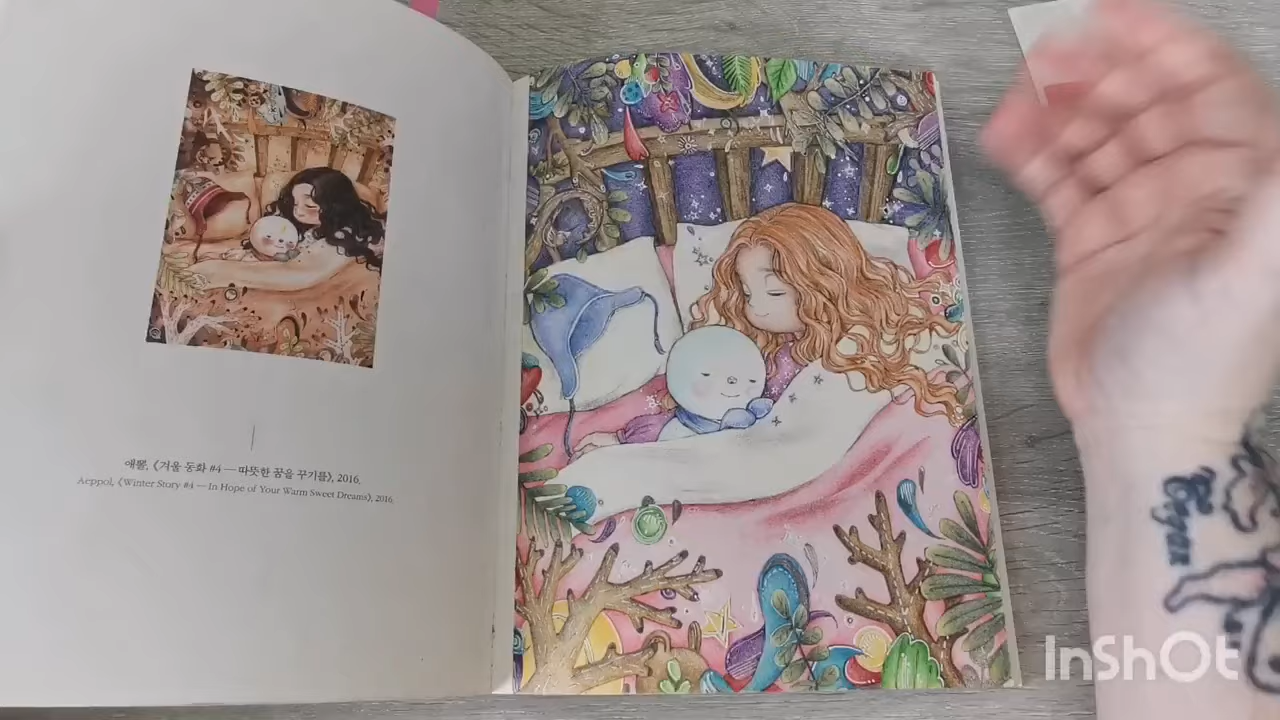 애뽈, 《겨울 동화 #4 — 따뜻한 꿈을 꾸기를》, 2016.
Aeppol, 《Winter Story #4 — In Hope of Your Warm Sweet Dreams》, 2016.
InShOt